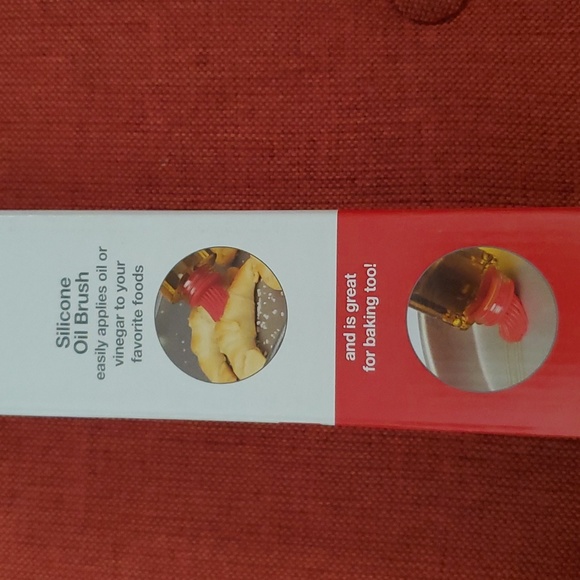 Silicone
Oil Brush
easily applies oil or
vinegar to your
favorite foods
and is great
for baking too!